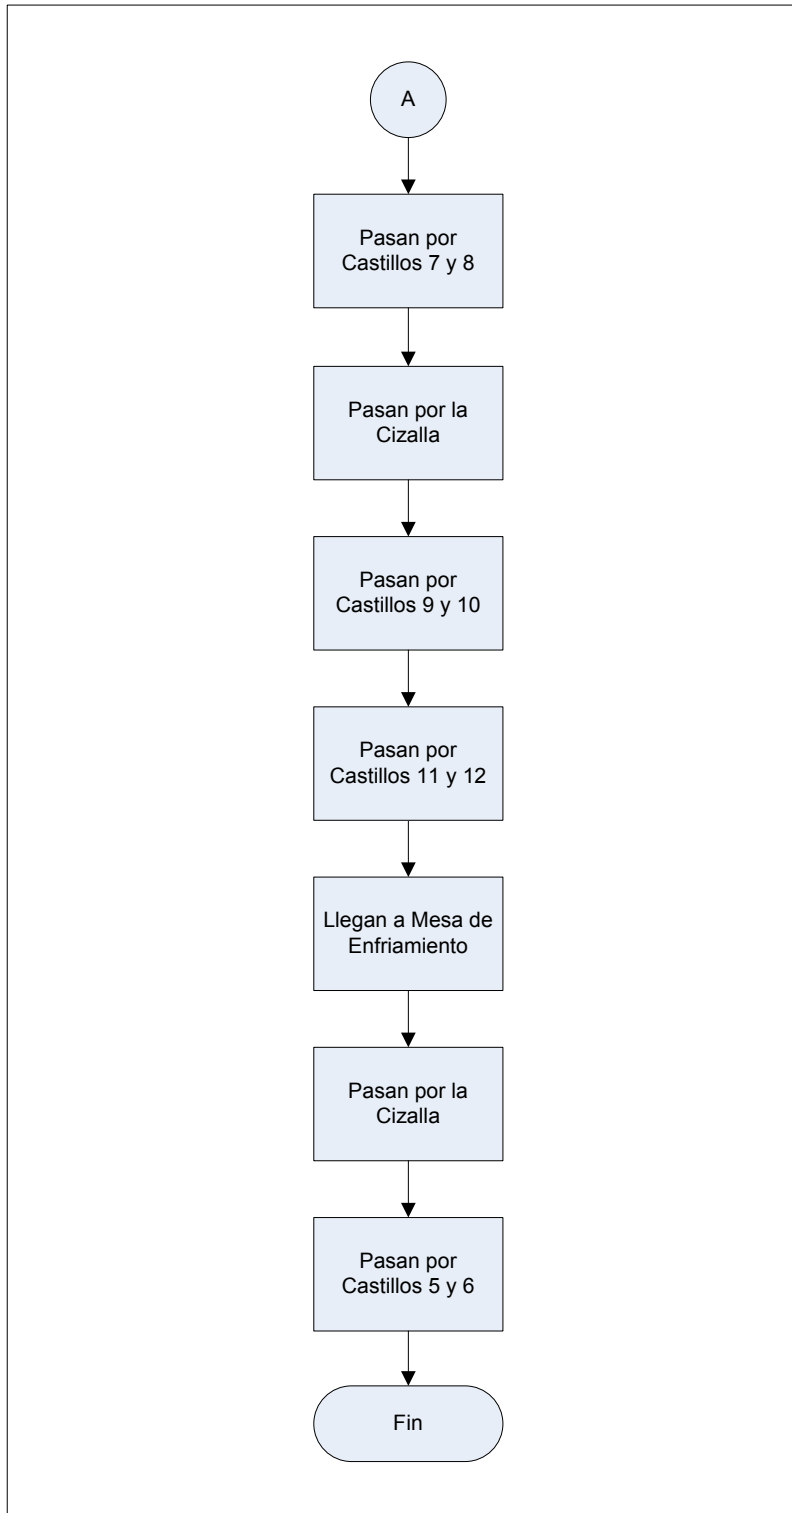 A
Pasan por
Castillos 7 y 8
Pasan por la
Cizalla
Pasan por
Castillos 9 y 10
Pasan por
Castillos 11 y 12
Llegan a Mesa de
Enfriamiento
Pasan por la
Cizalla
Pasan por
Castillos 5 y 6
Fin